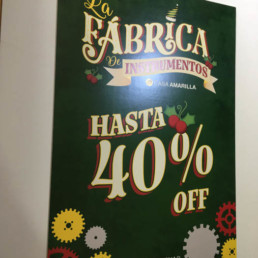 La
FÁBRICA
De
INSTRUMENTOS
CASA AMARILLA
HASTA
40%
OFF